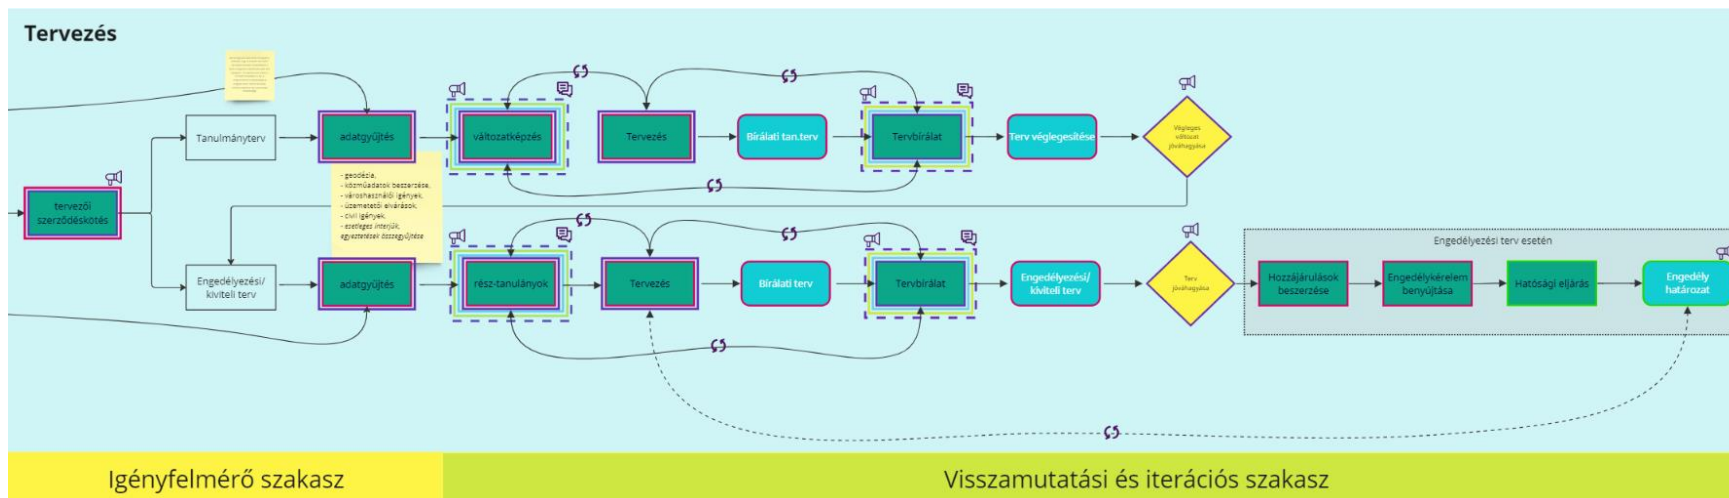 Tervezés
Tanulmányterv
adatgyűjtés
változatképzés
Tervezés
Bírálati tan.terv
Tervbírálat
Terv véglegesítése
Végleges
változat
jóváhagyása
tervezői
szerződéskötés
- geodézia,
- közműadatok beszerzése,
- városhasználói igények,
- üzemetetői elvárások,
- civil igények,
- esetleges interjúk,
egyeztetések összegyűjtése
Engedélyezési/
kiviteli terv
adatgyűjtés
rész-tanulányok
Tervezés
Bírálati terv
Tervbírálat
Engedélyezési/
kiviteli terv
Terv
jóváhagyása
Engedélyezési terv esetén
Hozzájárulások
beszerzése
Engedélykérelem
benyújtása
Hatósági eljárás
Engedély
határozat
Igényfelmérő szakasz
Visszamutatási és iterációs szakasz